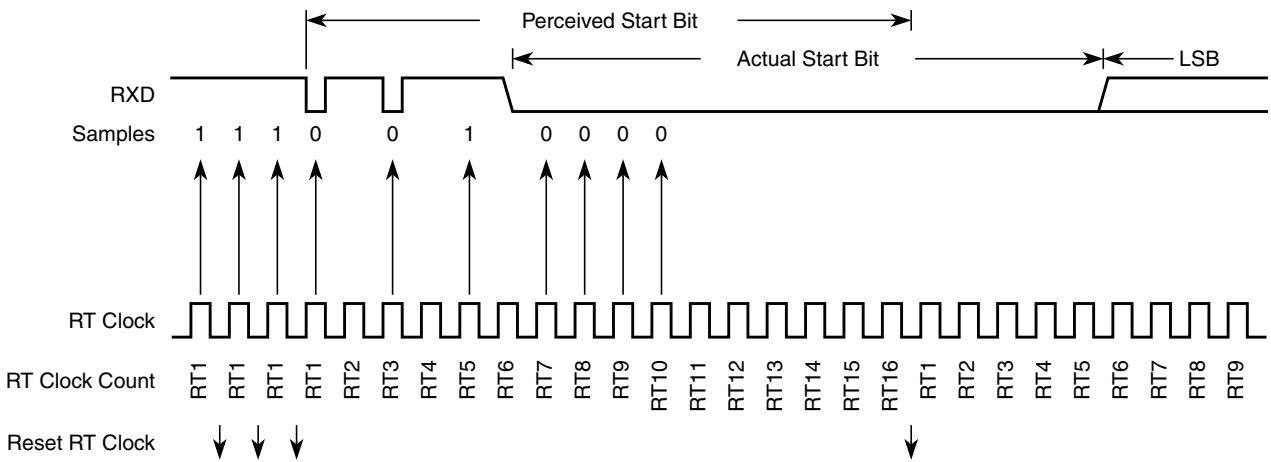 Perceived Start Bit
Actual Start Bit
LSB
RXD
Samples 1 1 1 0 0 1 0 0 0 0
RT Clock
RT Clock Count RT1 RT1 RT1 RT1 RT2 RT3 RT4 RT5 RT6 RT7 RT8 RT9 RT10 RT11 RT12 RT13 RT14 RT15 RT16 RT1 RT2 RT3 RT4 RT5 RT6 RT7 RT8 RT9
Reset RT Clock